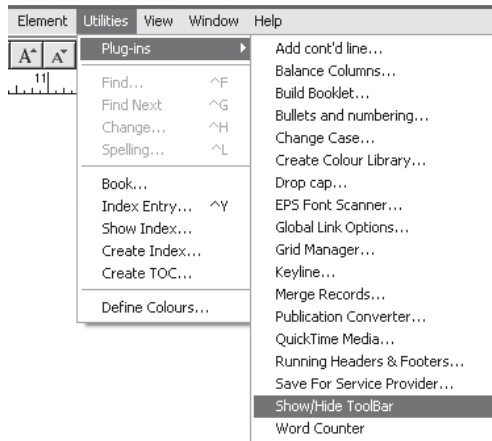 Element Utilities View Window Help
A A
11
Plug-ins
Find... ^F
Find Next ^G
Change... ^H
Spelling... ^L
Book...
Index Entry... ^Y
Show Index...
Create Index...
Create TOC...
Define Colours...
Add cont'd line...
Balance Columns...
Build Booklet...
Bullets and numbering...
Change Case...
Create Colour Library...
Drop cap...
EPS Font Scanner...
Global Link Options...
Grid Manager...
Keyline...
Merge Records...
Publication Converter...
QuickTime Media...
Running Headers & Footers...
Save For Service Provider...
Show/Hide ToolBar
Word Counter